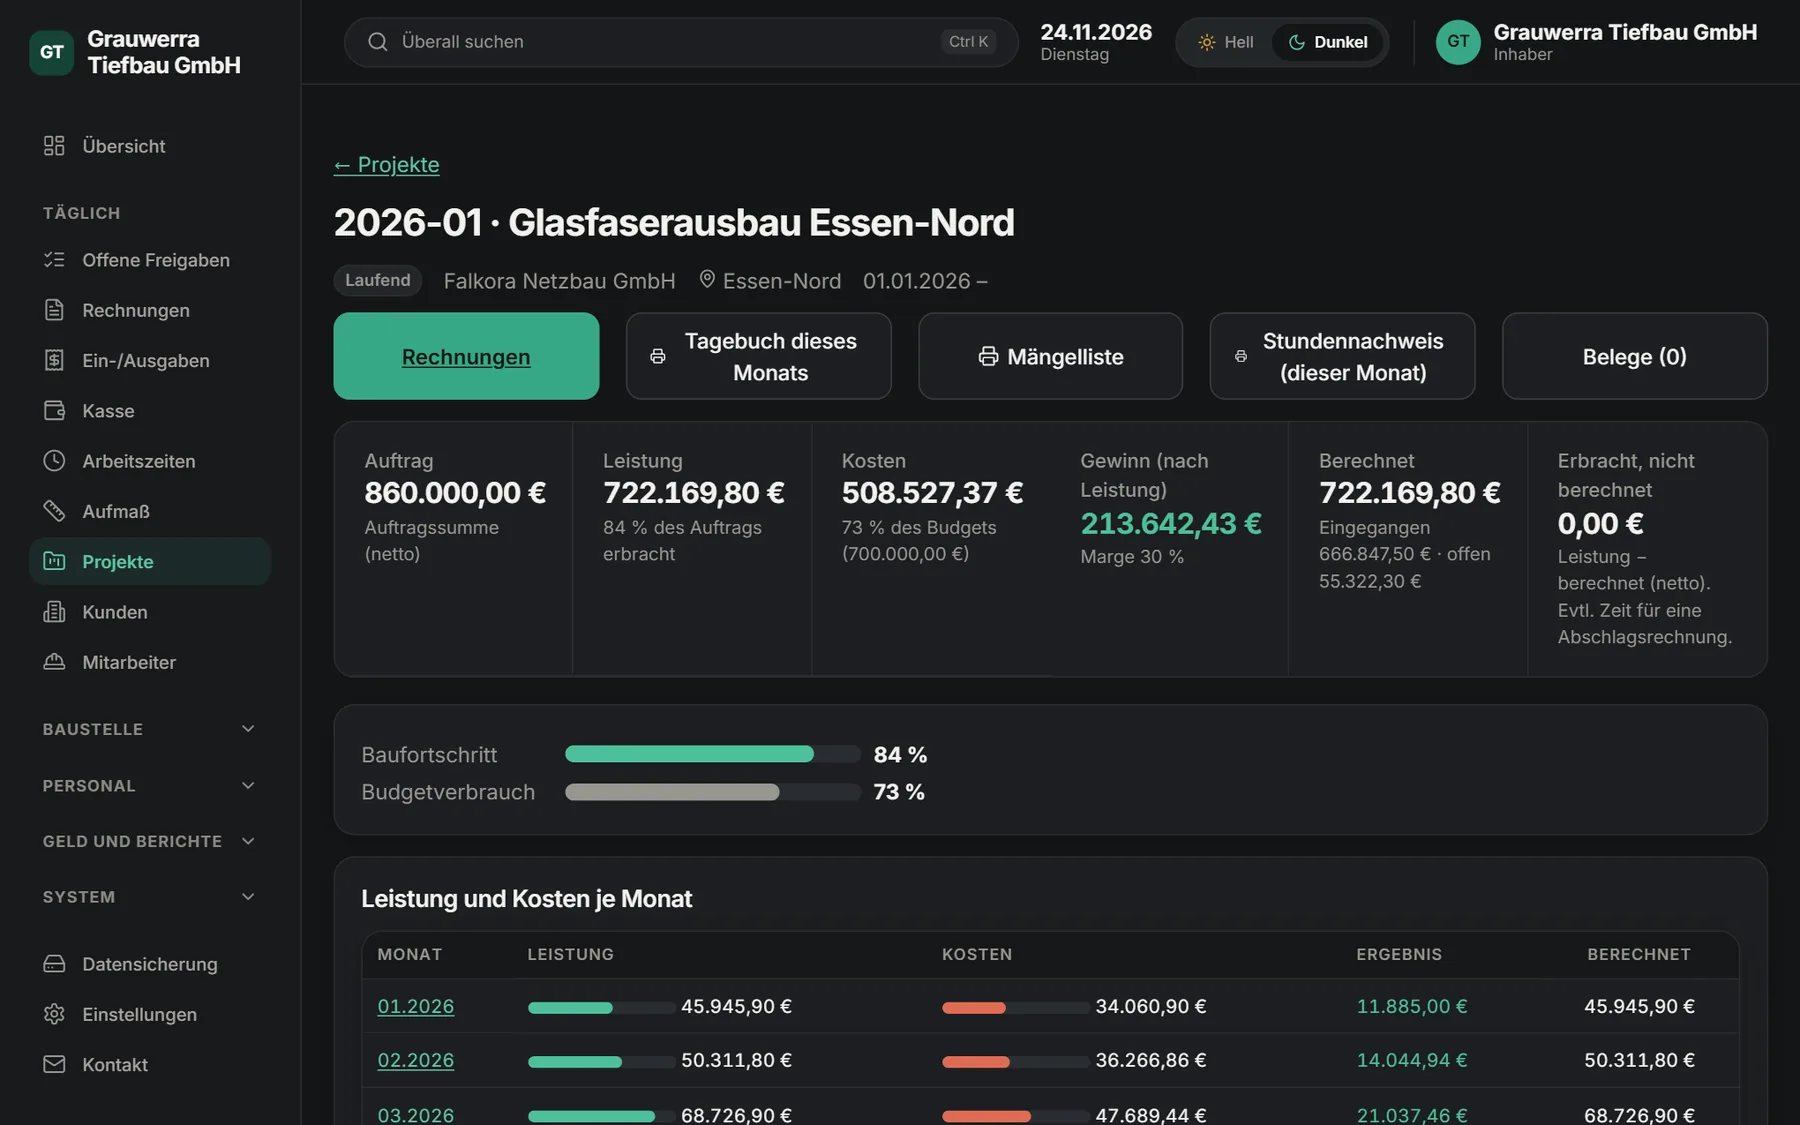 GT
Grauwerra
Tiefbau GmbH
Überall suchen
Ctrl K
24.11.2026
Dienstag
Hell
Dunkel
GT
Grauwerra Tiefbau GmbH
Inhaber
Übersicht
TÄGLICH
Offene Freigaben
Rechnungen
Ein-/Ausgaben
Kasse
Arbeitszeiten
Aufmaß
Projekte
Kunden
Mitarbeiter
BAUSTELLE
PERSONAL
GELD UND BERICHTE
SYSTEM
Datensicherung
Einstellungen
Kontakt
← Projekte
2026-01 · Glasfaserausbau Essen-Nord
Laufend
Falkora Netzbau GmbH
Essen-Nord
01.01.2026 –
Rechnungen
Tagebuch dieses
Monats
Mängelliste
Stundennachweis
(dieser Monat)
Belege (0)
Auftrag
860.000,00 €
Auftragssumme
(netto)
Leistung
722.169,80 €
84 % des Auftrags
erbracht
Kosten
508.527,37 €
73 % des Budgets
(700.000,00 €)
Gewinn (nach
Leistung)
213.642,43 €
Marge 30 %
Berechnet
722.169,80 €
Eingegangen
666.847,50 € · offen
55.322,30 €
Erbracht, nicht
berechnet
0,00 €
Leistung –
berechnet (netto).
Evtl. Zeit für eine
Abschlagsrechnung.
Baufortschritt 84 %
Budgetverbrauch 73 %
Leistung und Kosten je Monat
MONAT LEISTUNG KOSTEN ERGEBNIS BERECHNET
01.2026 45.945,90 € 34.060,90 € 11.885,00 € 45.945,90 €
02.2026 50.311,80 € 36.266,86 € 14.044,94 € 50.311,80 €
03.2026 68.726,90 € 47.689,44 € 21.037,46 € 68.726,90 €